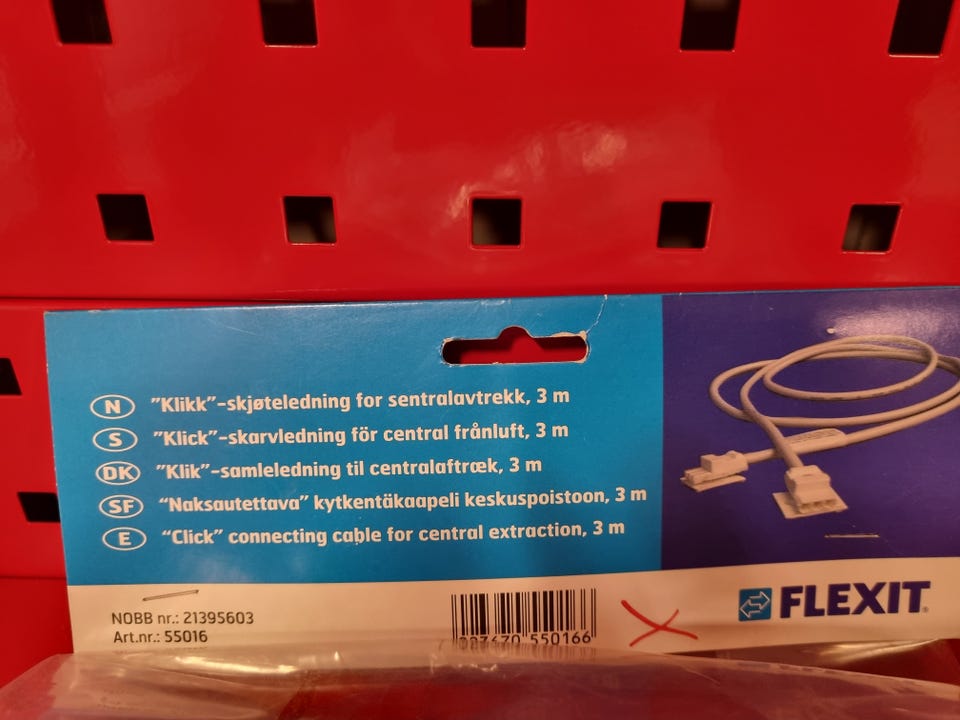 N "Klikk"-skjøteledning for sentralavtrekk, 3 m
S "Klick"-skarvledning för central frånluft, 3 m
DK "Klik"-samleledning til centralaftræk, 3 m
SF "Naksautettava" kytkentäkaapeli keskuspoistoon, 3 m
E "Click" connecting cable for central extraction, 3 m
NOBB nr.: 21395603
Art.nr.: 55016
550166
FLEXIT